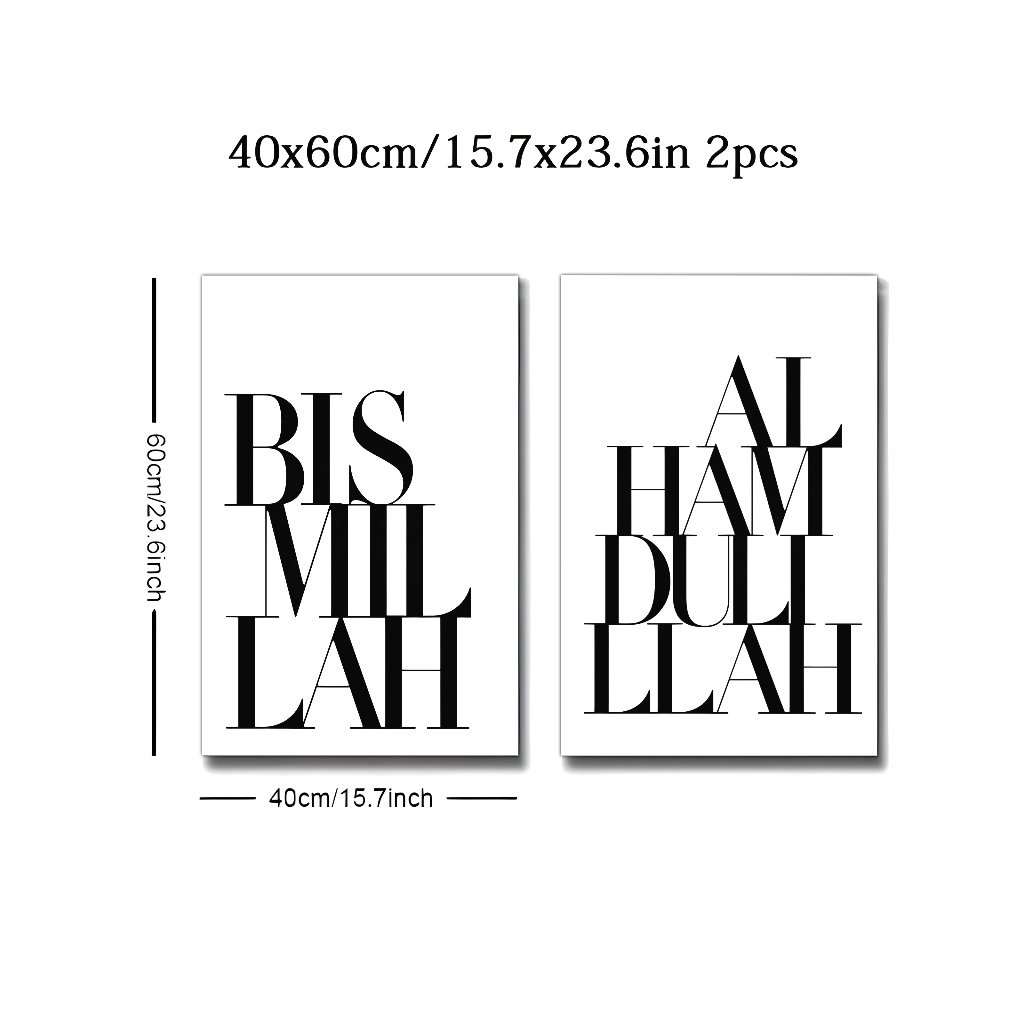 40x60cm/15.7x23.6in 2pcs
60cm/23.6inch
BIS
MIL
LAH
AL
HAM
DULI
LLAH
40cm/15.7inch